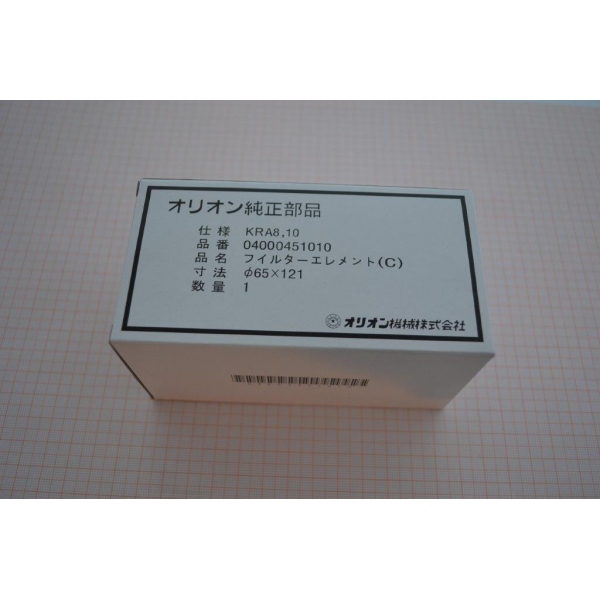 オリオン純正部品
仕様 KRA8,10
品番 04000451010
品名 フイルターエレメント(C)
寸法 φ65×121
数量 1
オリオン機械株式会社